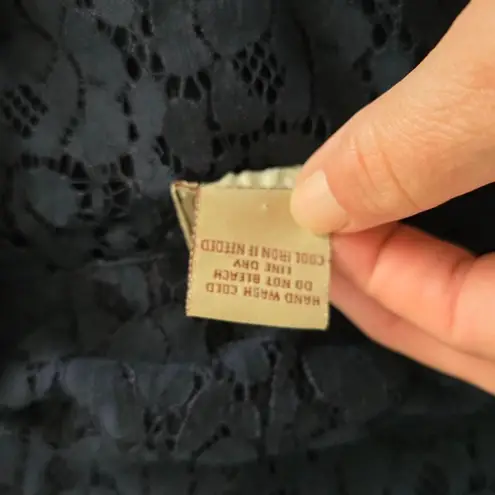 HAND WASH COLD
DO NOT BLEACH
LINE DRY
COOL IRON IF NEEDED